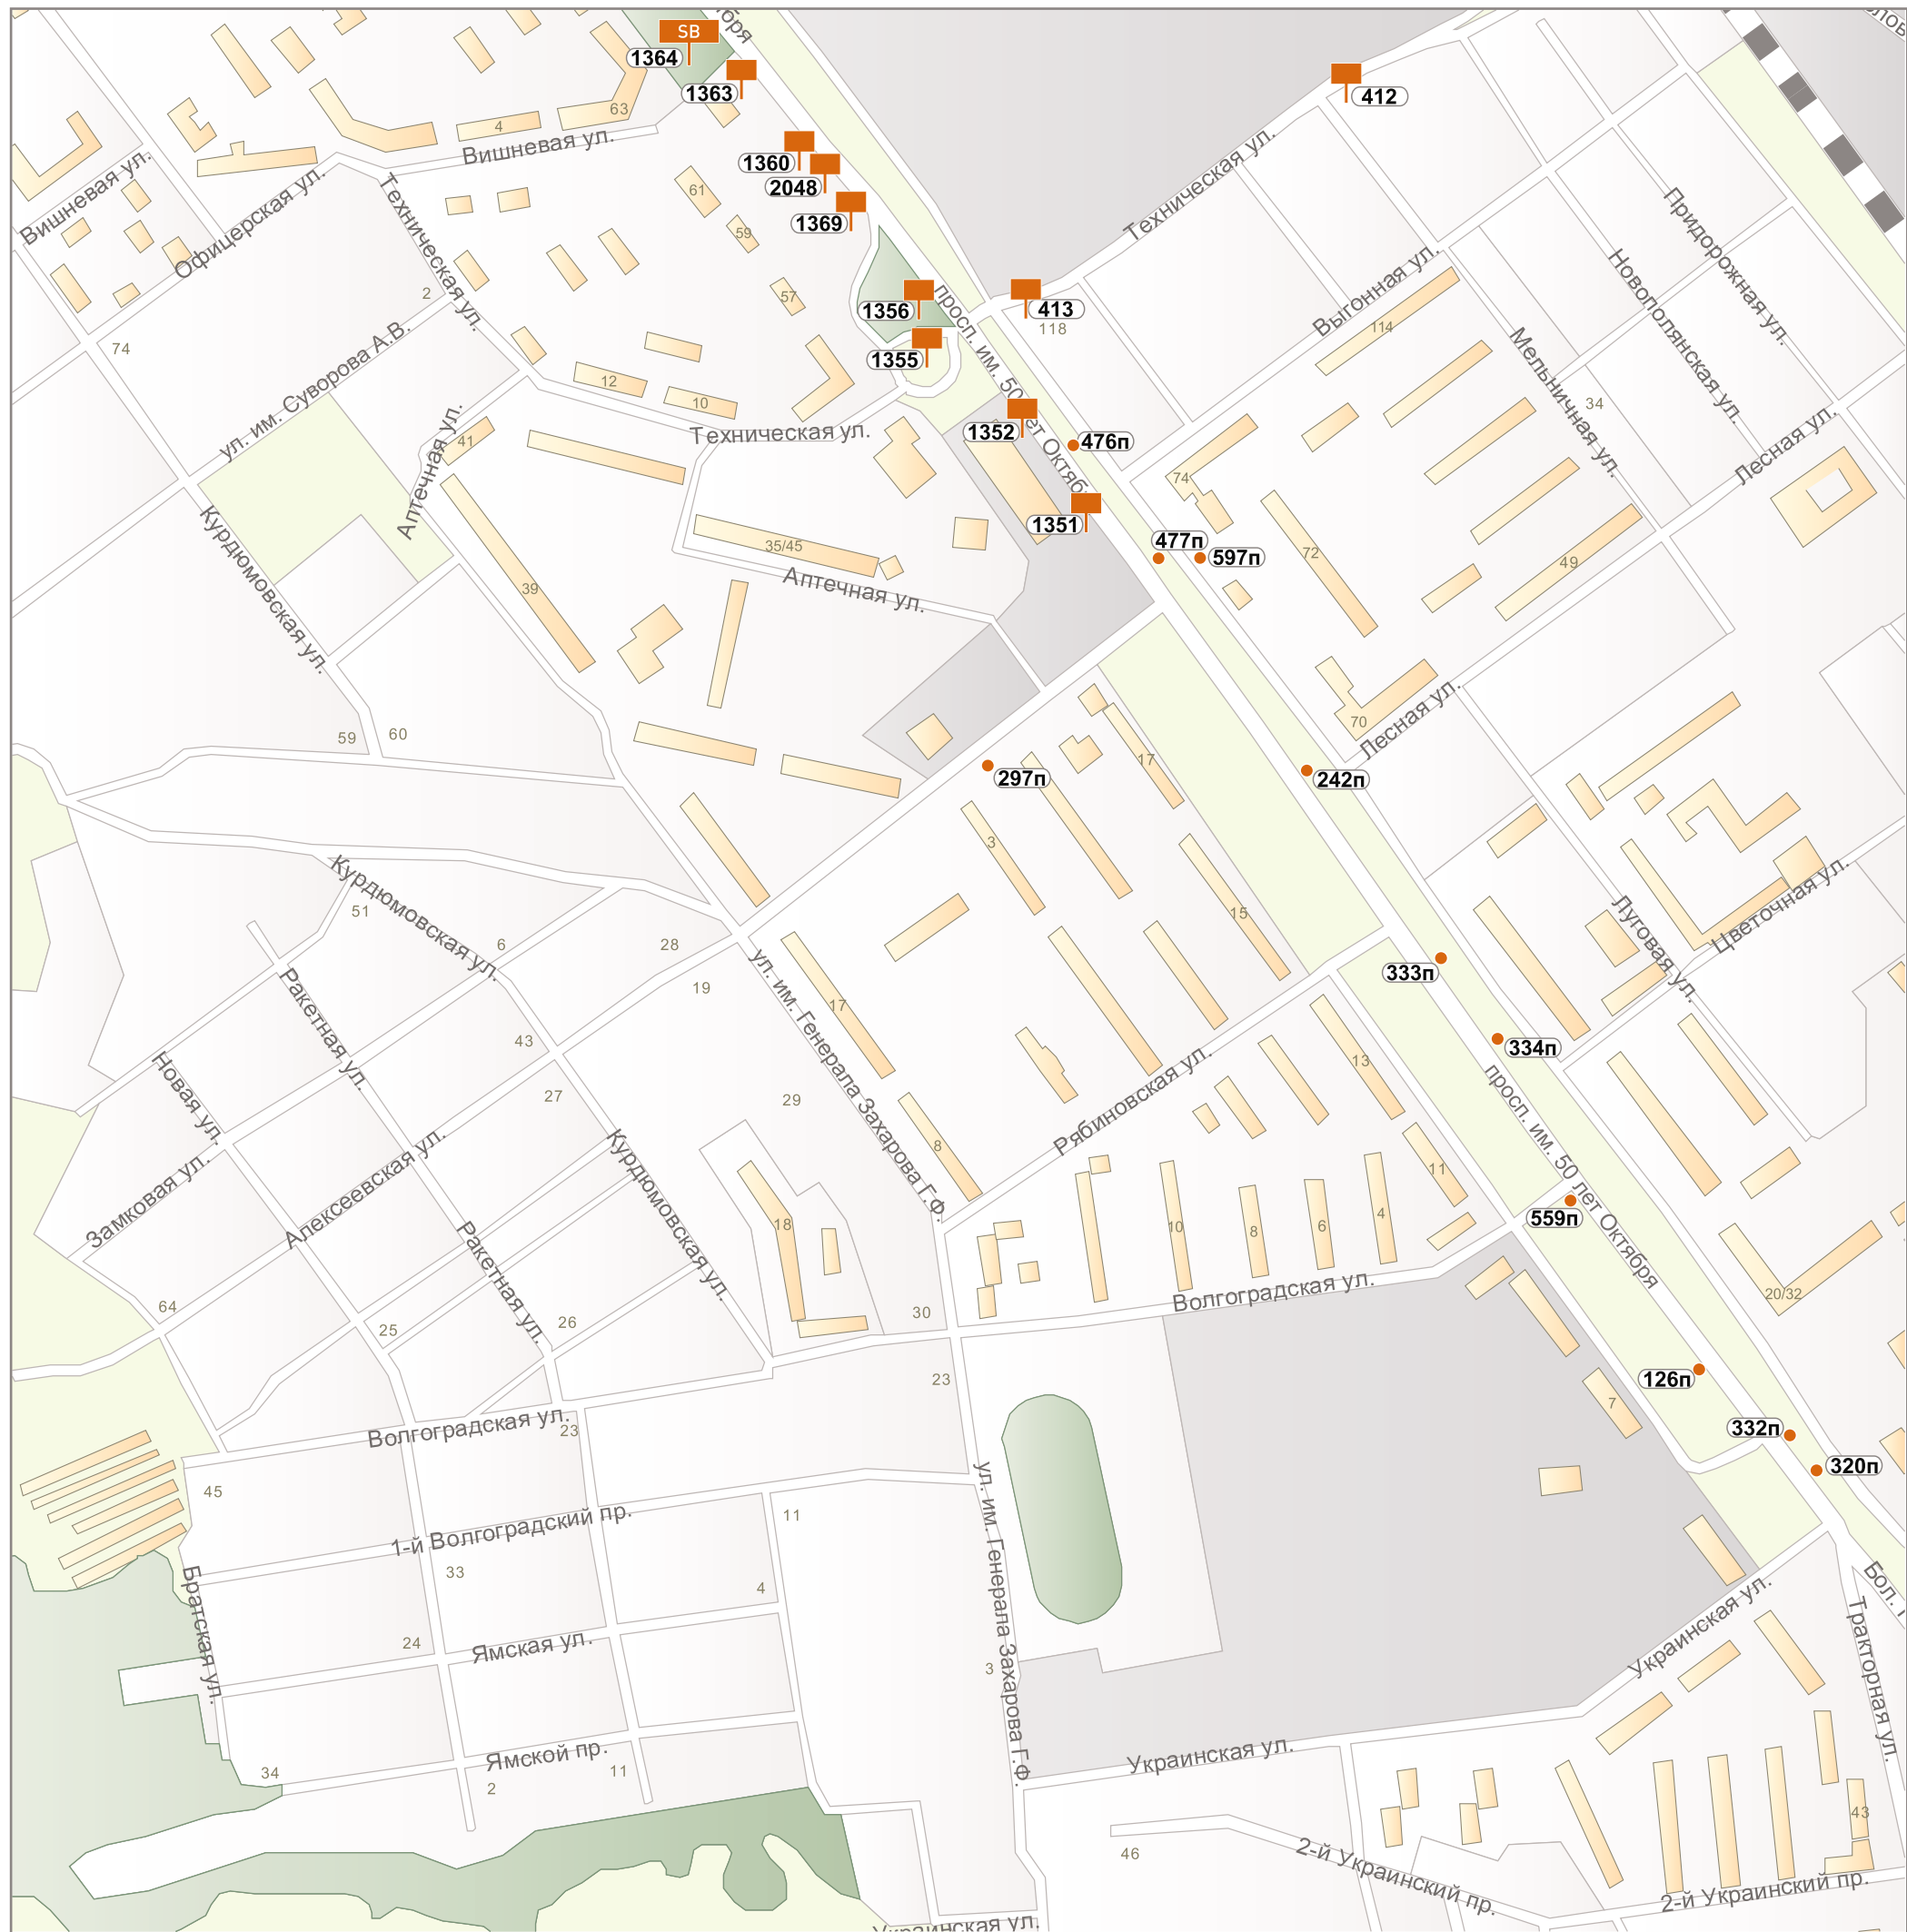 бря
SB
1364
1363
412
63
4
Вишневая ул.
1360
2048
1369
Техническая ул.
Вишневая ул.
Офицерская ул.
Техническая ул.
61
59
57
2
Придорожная ул.
Новополянская ул.
Выгонная ул.
1356
просп. им. 50 лет Октяб
413
118
114
Мельничная ул.
74
ул. им. Суворова А.В.
1355
12
10
34
Лесная ул.
Аптечная ул.
41
Техническая ул.
1352
476п
74
Курдюмовская ул.
1351
35/45
477п
597п
72
49
39
Аптечная ул.
59
60
70
Лесная ул.
17
297п
242п
3
Курдюмовская ул.
51
6
28
15
Луговая ул.
Цветочная ул.
19
ул. им. Генерала Захарова Г.Ф.
17
333п
Ракетная ул.
43
334п
Новая ул.
27
29
13
Рябиновская ул.
просп. им. 50 лет Октября
Замковая ул.
Алексеевская ул.
Курдюмовская ул.
8
11
18
10
8
6
4
559п
Ракетная ул.
64
25
26
30
Волгоградская ул.
20/32
23
126п
7
Волгоградская ул.
23
332п
320п
45
1-й Волгоградский пр.
11
ул. им. Генерала Захарова Г.Ф.
33
4
Братская ул.
Бол.
Тракторная ул.
Украинская ул.
24
Ямская ул.
3
Ямской пр.
Украинская ул.
34
2
11
43
46
2-й Украинский пр.
2-й Украинский пр.
Украинская ул.